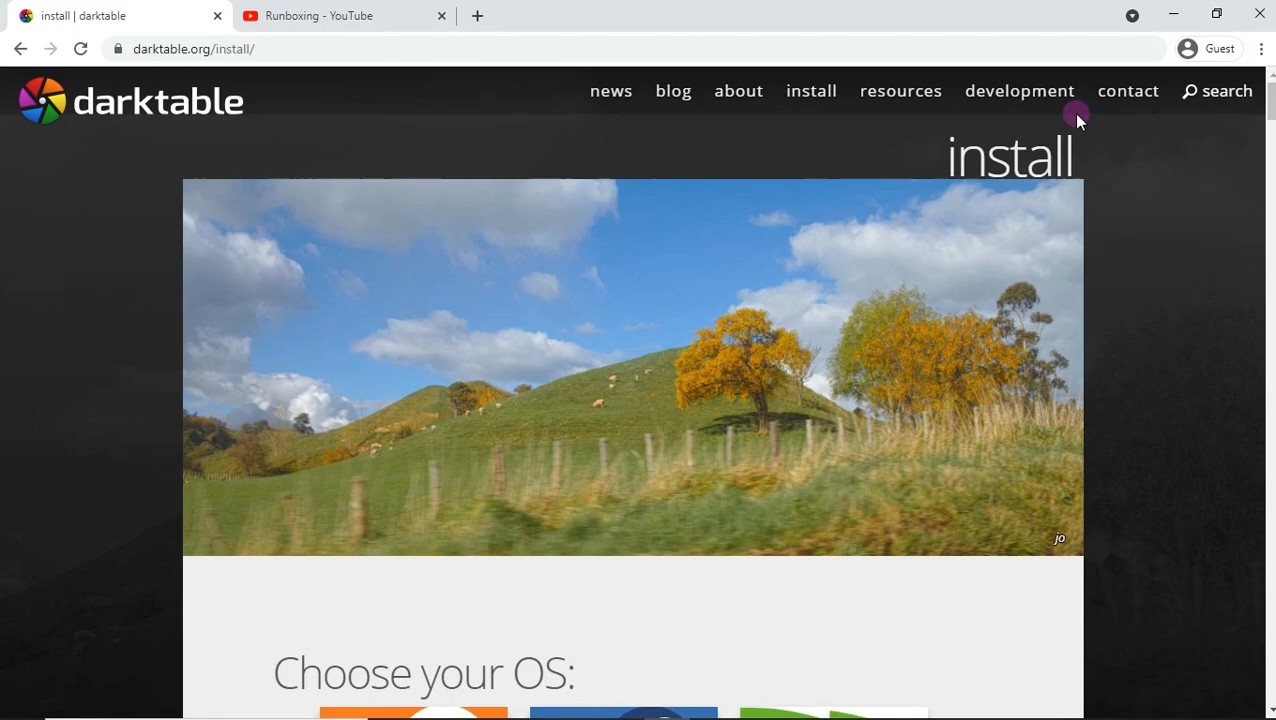 install | darktable
Runboxing - YouTube
darktable.org/install/
Guest
darktable
news blog about install resources development contact search
install
jo
Choose your OS: